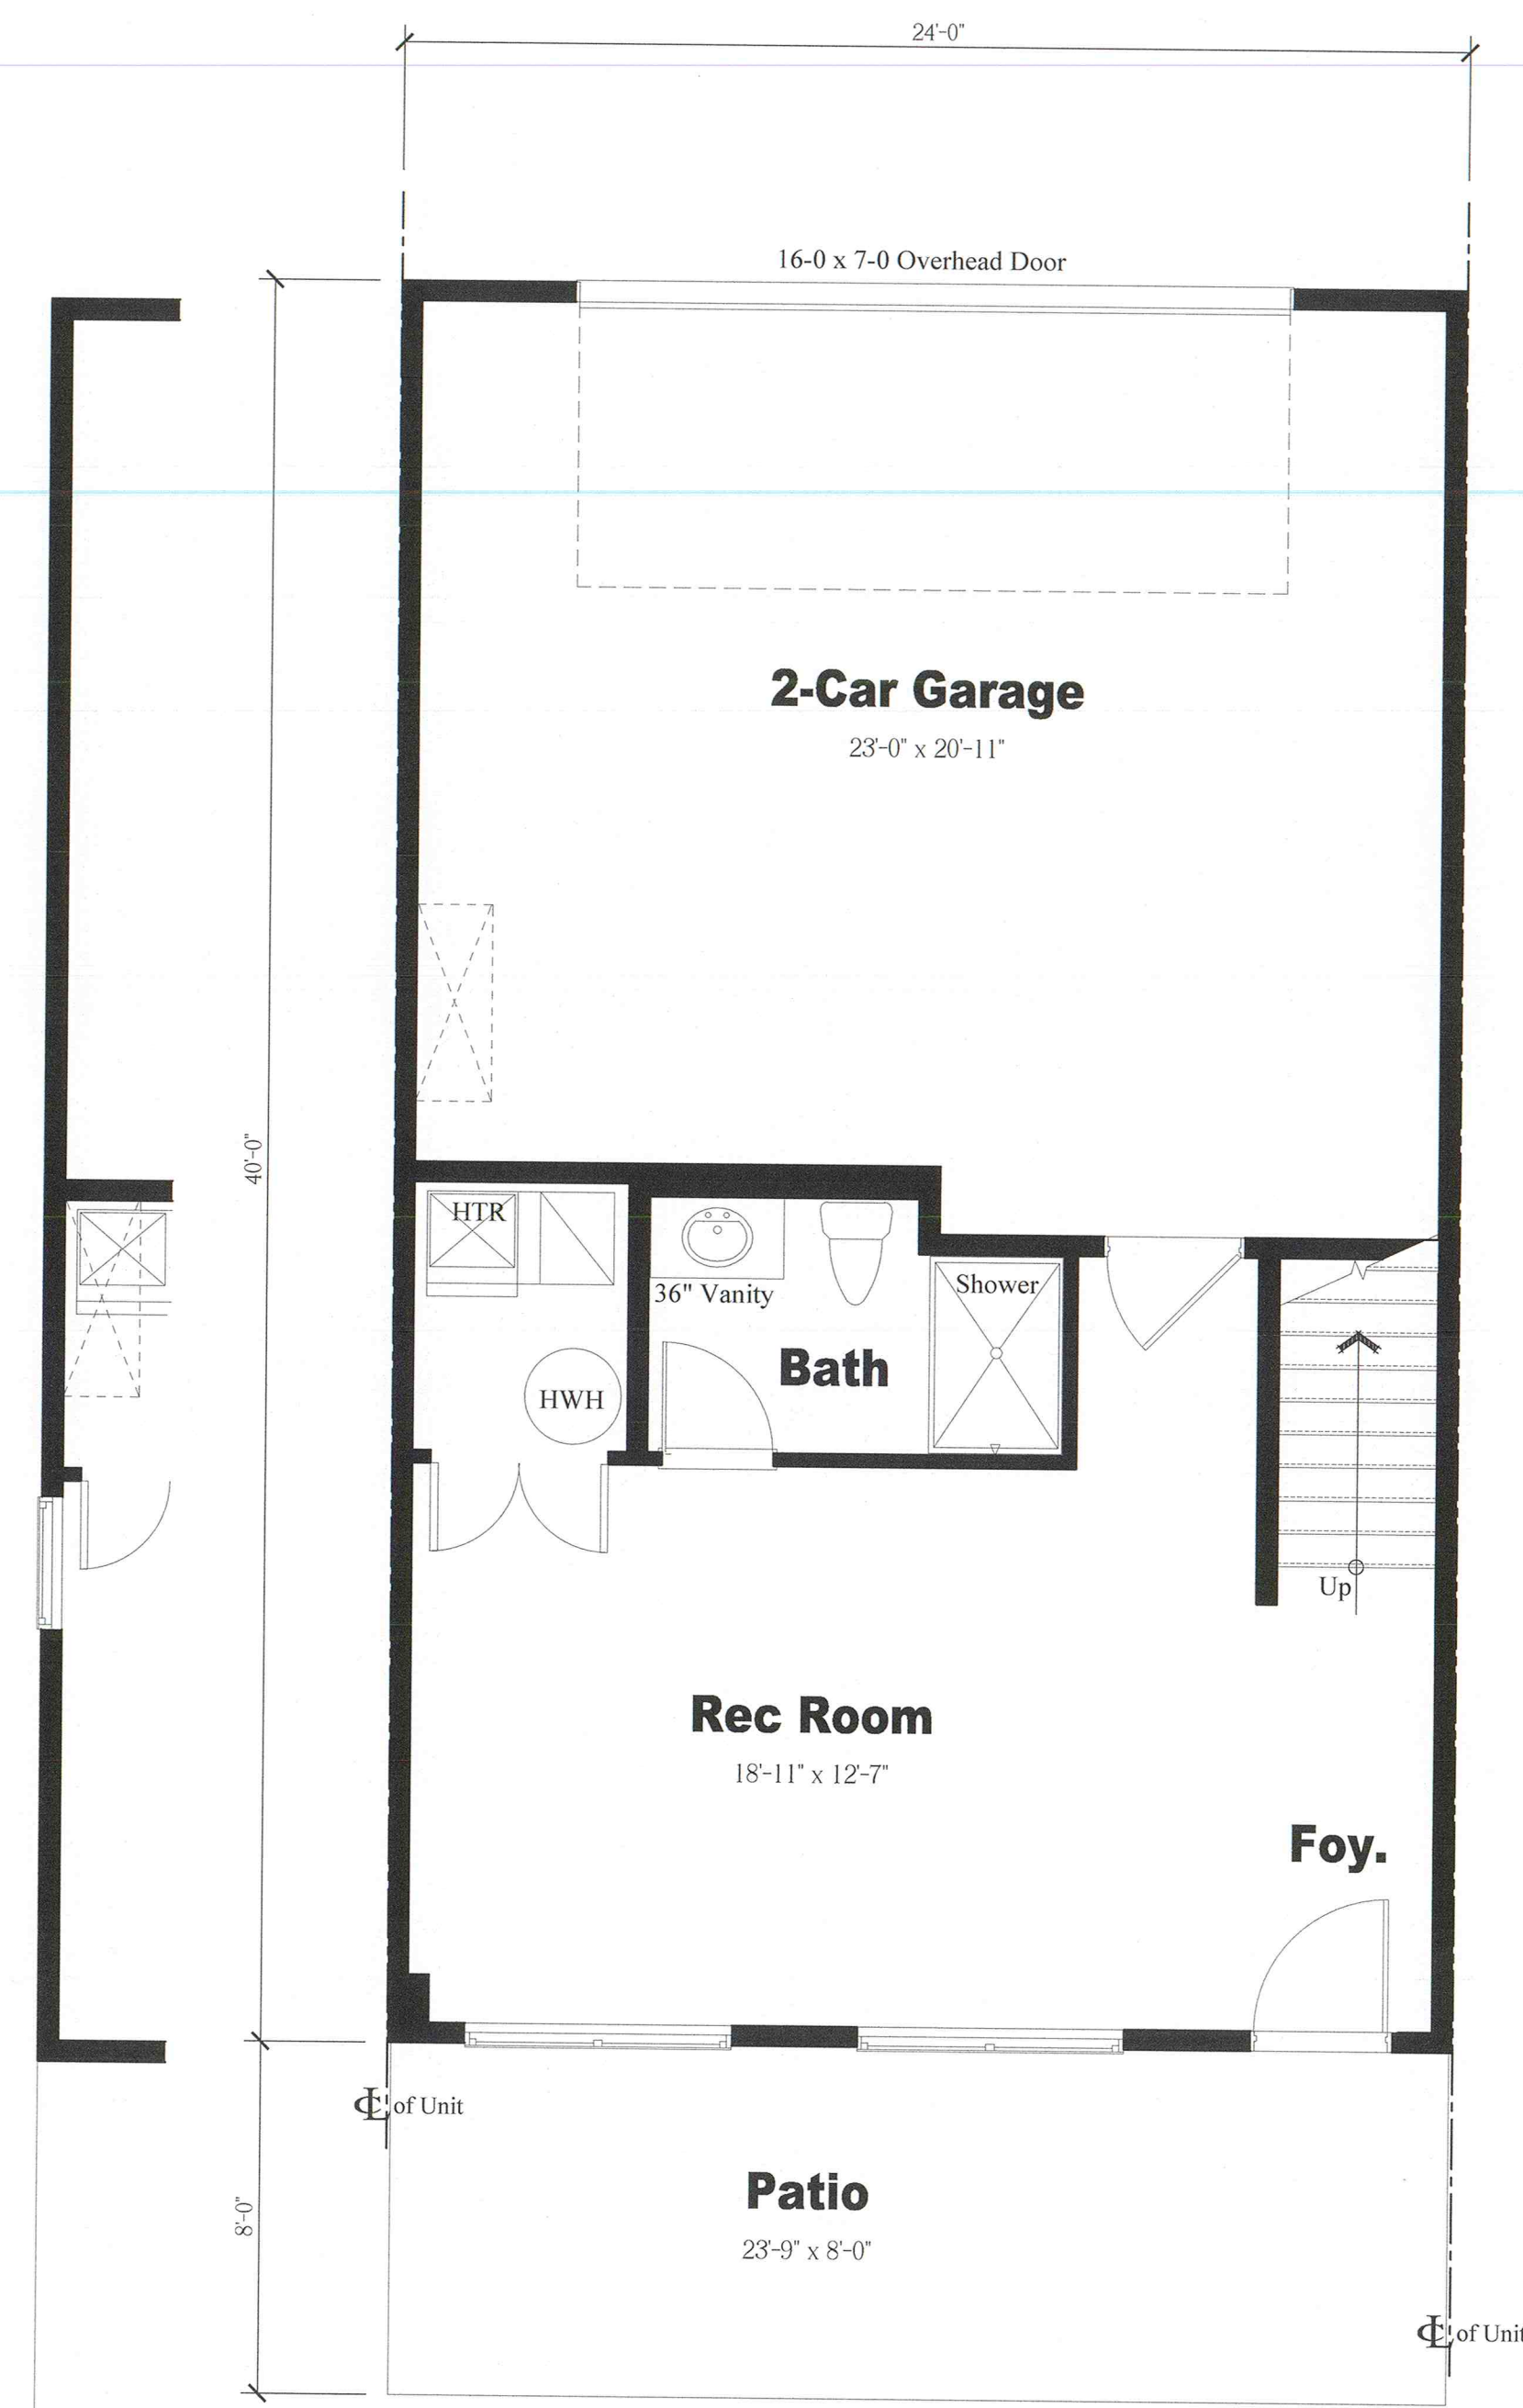 24'-0"
16-0 x 7-0 Overhead Door
2-Car Garage
23'-0" x 20'-11"
40'-0"
HTR
36" Vanity
Shower
Bath
HWH
Up
Rec Room
18'-11" x 12'-7"
Foy.
℄ of Unit
Patio
23'-9" x 8'-0"
8'-0"
℄ of Unit